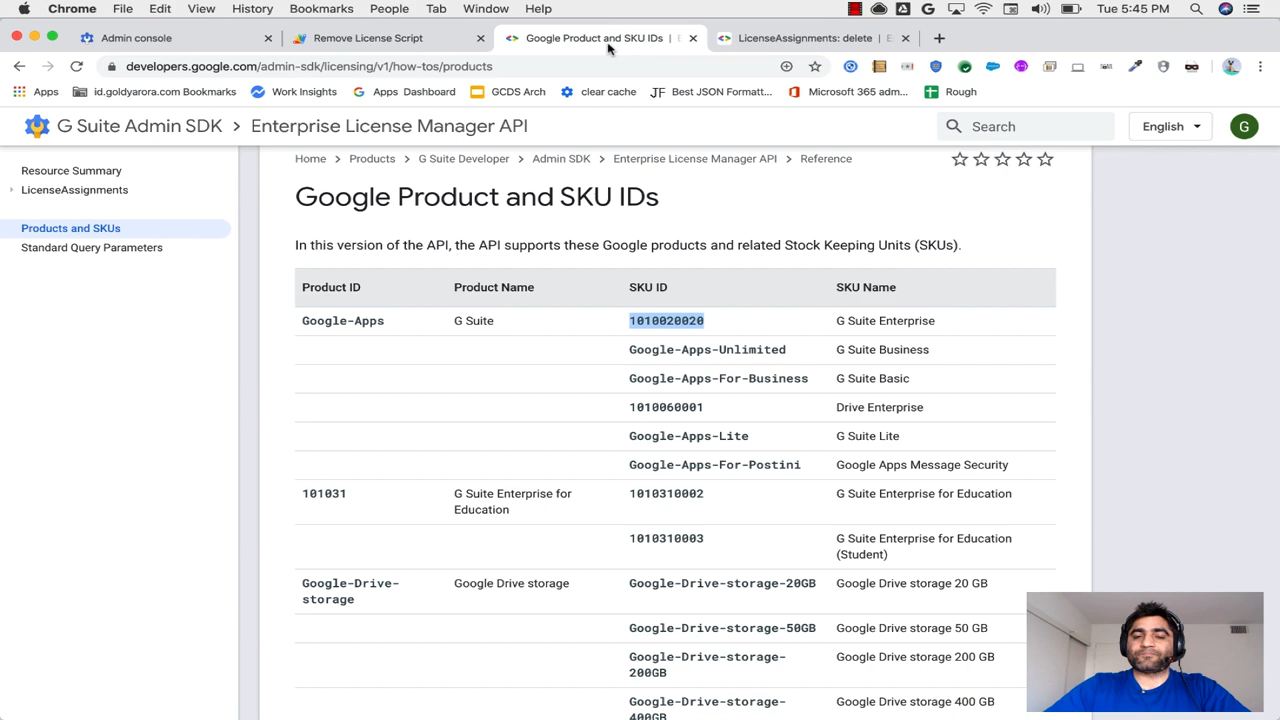 Chrome File Edit View History Bookmarks People Tab Window Help Tue 5:45 PM
Admin console Remove License Script Google Product and SKU IDs | LicenseAssignments: delete |
developers.google.com/admin-sdk/licensing/v1/how-tos/products
Apps id.goldyarora.com Bookmarks Work Insights Apps Dashboard GCDS Arch clear cache Best JSON Formatt... Microsoft 365 adm... Rough
G Suite Admin SDK > Enterprise License Manager API Search English G
Resource Summary
LicenseAssignments
Products and SKUs
Standard Query Parameters
Home > Products > G Suite Developer > Admin SDK > Enterprise License Manager API > Reference
Google Product and SKU IDs
In this version of the API, the API supports these Google products and related Stock Keeping Units (SKUs).
Product ID Product Name SKU ID SKU Name
Google-Apps G Suite 1010020020 G Suite Enterprise
Google-Apps-Unlimited G Suite Business
Google-Apps-For-Business G Suite Basic
1010060001 Drive Enterprise
Google-Apps-Lite G Suite Lite
Google-Apps-For-Postini Google Apps Message Security
101031 G Suite Enterprise for 1010310002 G Suite Enterprise for Education
Education
1010310003 G Suite Enterprise for Education
(Student)
Google-Drive- Google Drive storage Google-Drive-storage-20GB Google Drive storage 20 GB
storage
Google-Drive-storage-50GB Google Drive storage 50 GB
Google-Drive-storage- Google Drive storage 200 GB
200GB
Google-Drive-storage- Google Drive storage 400 GB
400GB